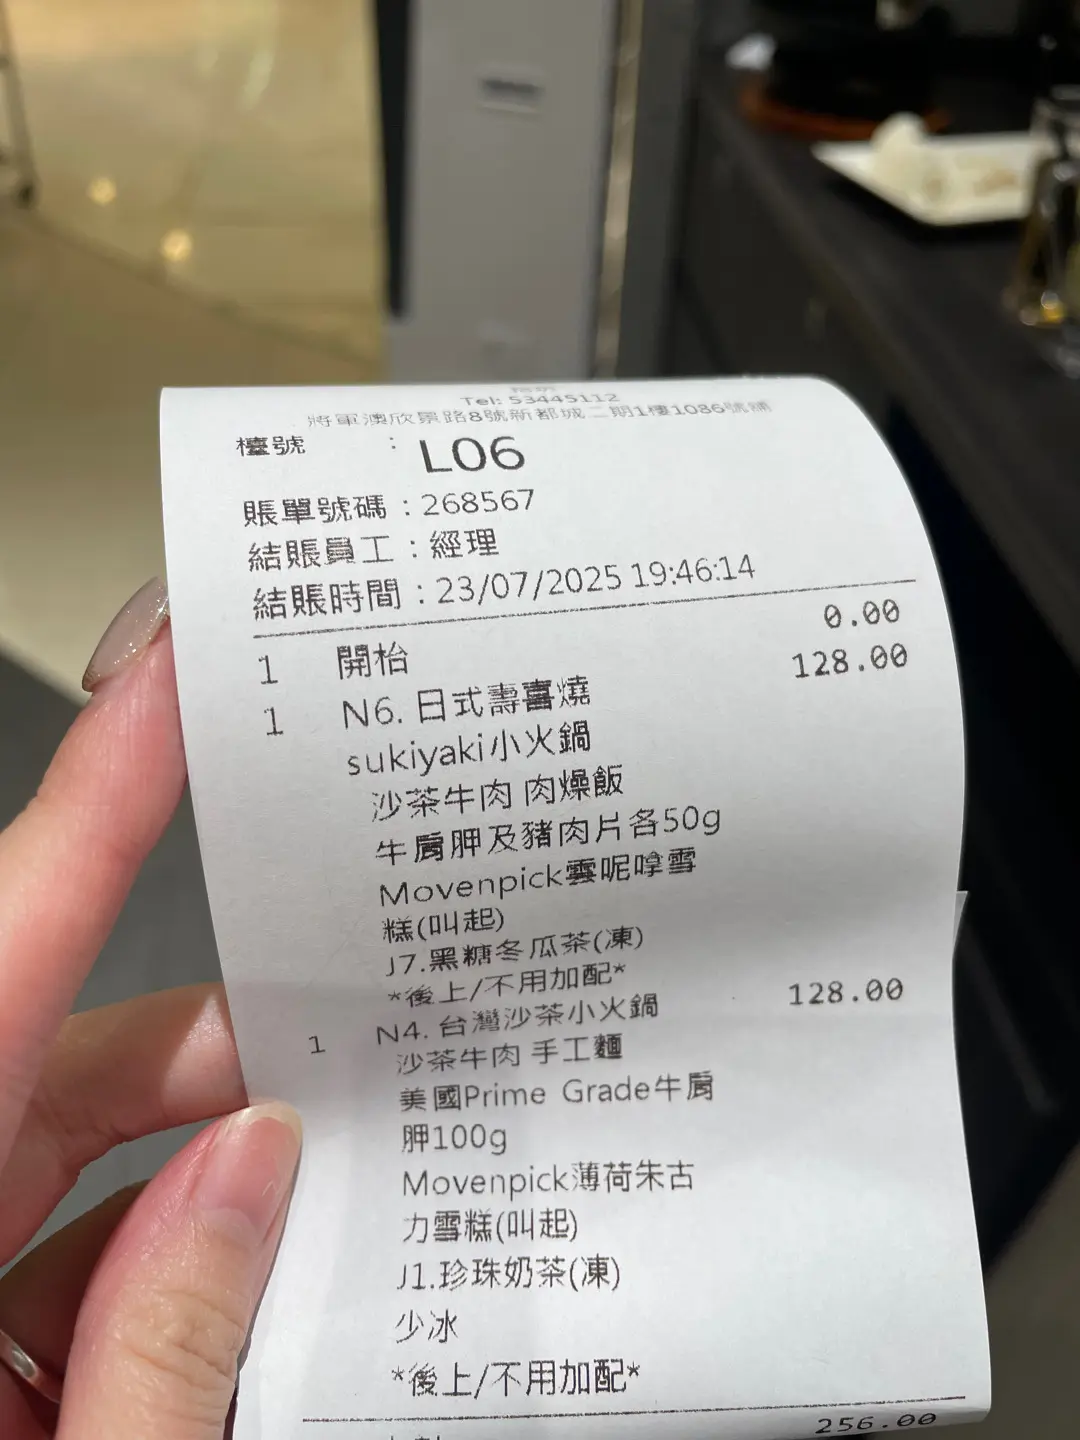 Tel: 53445112
將軍澳欣景路8號新都城二期1樓1086號舖
檯號 : L06
賬單號碼 : 268567
結賬員工 : 經理
結賬時間 : 23/07/2025 19:46:14
1 開枱 0.00
1 N6. 日式壽喜燒 128.00
sukiyaki小火鍋
沙茶牛肉 肉燥飯
牛肩胛及豬肉片各50g
Movenpick雲呢嗱雪
糕(叫起)
J7.黑糖冬瓜茶(凍)
*後上/不用加配*
1 N4. 台灣沙茶小火鍋 128.00
沙茶牛肉 手工麵
美國Prime Grade牛肩
胛100g
Movenpick薄荷朱古
力雪糕(叫起)
J1.珍珠奶茶(凍)
少冰
*後上/不用加配*
256.00